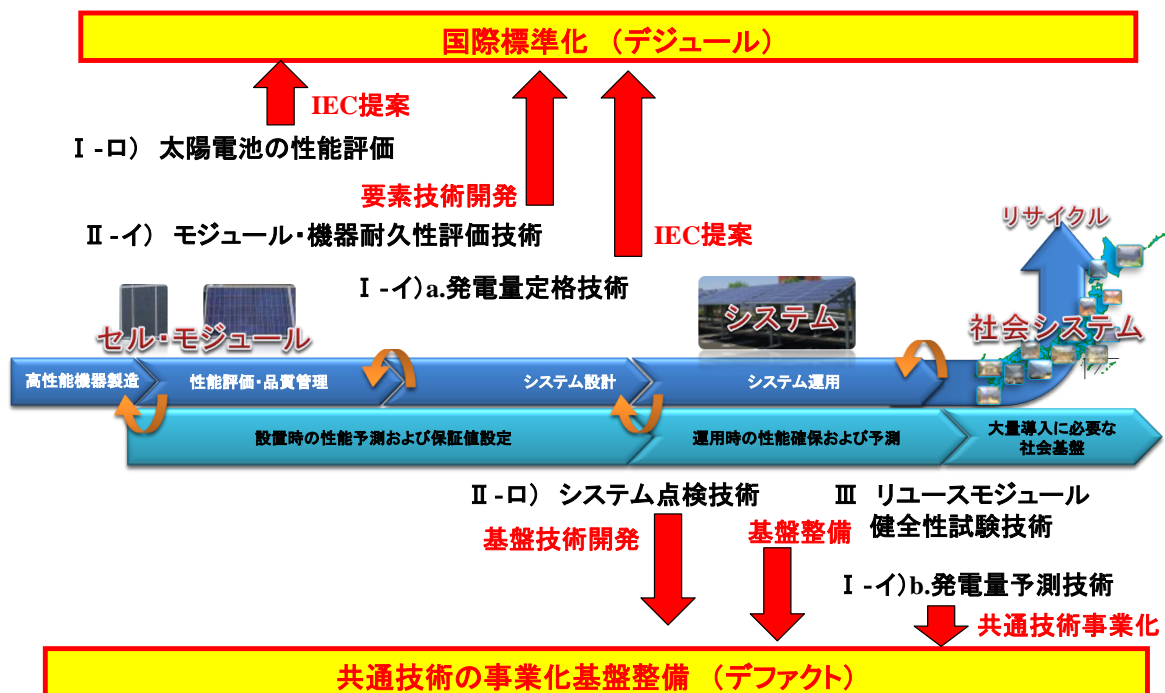 国際標準化 （デジュール）
IEC提案
Ⅰ-ロ） 太陽電池の性能評価
要素技術開発
Ⅱ-イ） モジュール・機器耐久性評価技術
IEC提案
リサイクル
Ⅰ-イ）a.発電量定格技術
セル・モジュール
システム
社会システム
高性能機器製造
性能評価・品質管理
システム設計
システム運用
設置時の性能予測および保証値設定
運用時の性能確保および予測
大量導入に必要な
社会基盤
Ⅱ-ロ） システム点検技術
Ⅲ リユースモジュール
健全性試験技術
基盤技術開発
基盤整備
Ⅰ-イ）b.発電量予測技術
共通技術事業化
共通技術の事業化基盤整備 （デファクト）